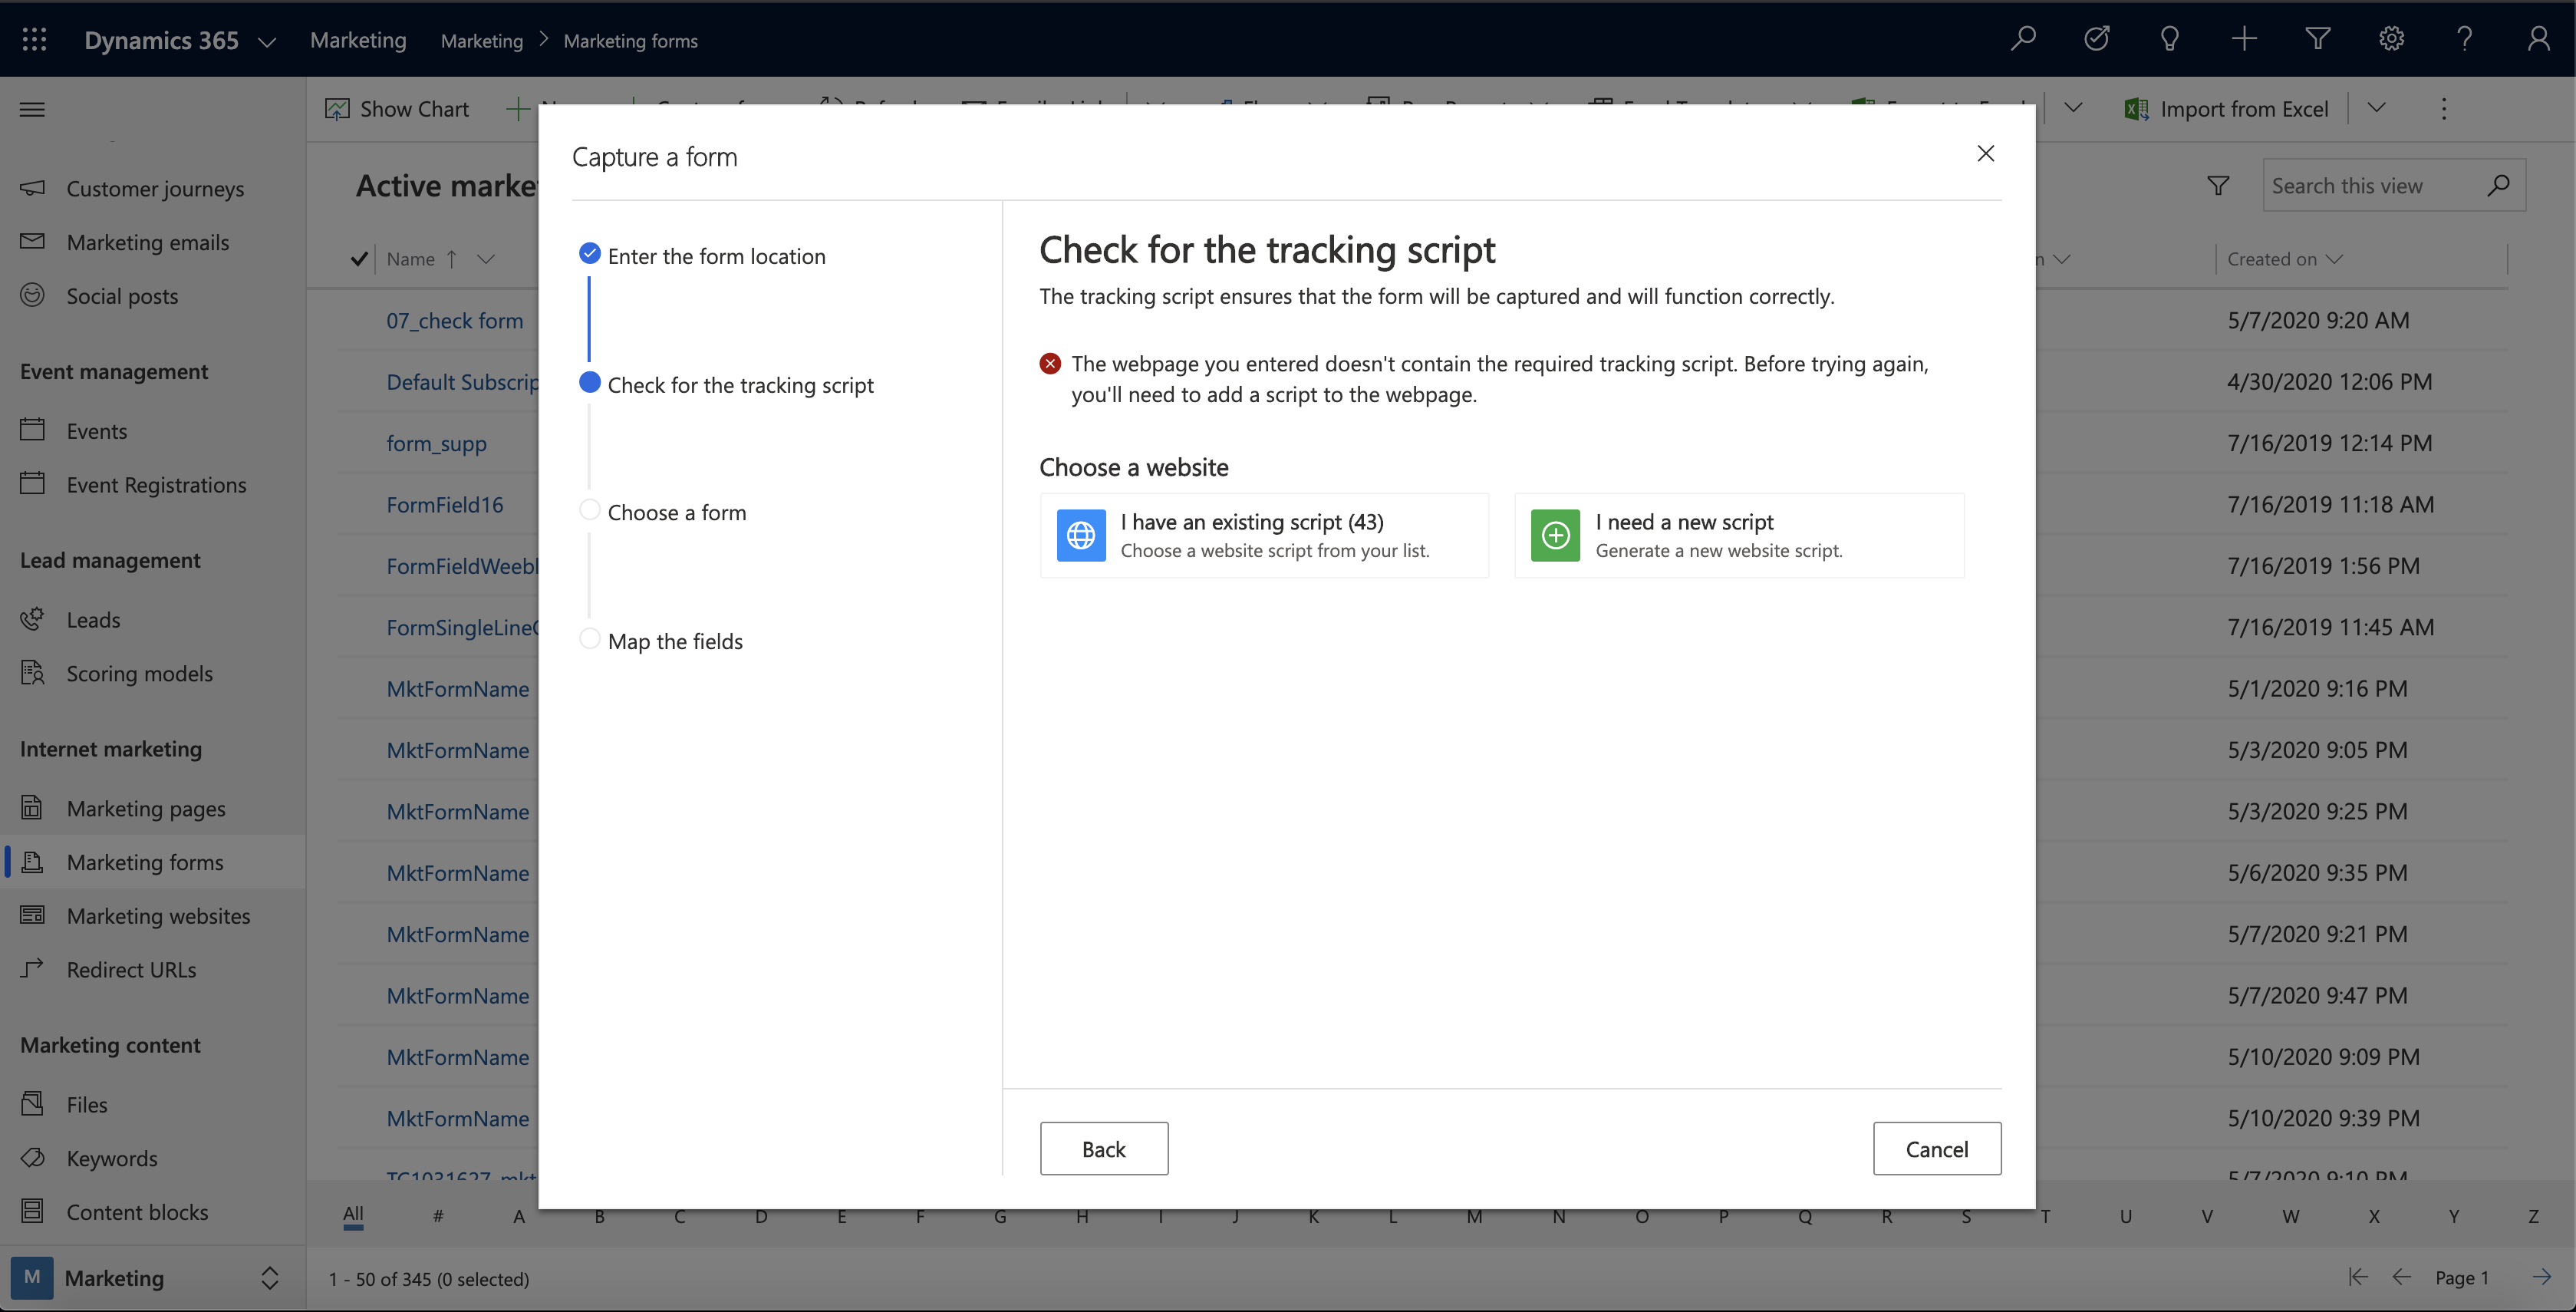 Dynamics 365
Marketing
Marketing > Marketing forms
Show Chart
Import from Excel
Customer journeys
Marketing emails
Social posts
Event management
Events
Event Registrations
Lead management
Leads
Scoring models
Internet marketing
Marketing pages
Marketing forms
Marketing websites
Redirect URLs
Marketing content
Files
Keywords
Content blocks
M Marketing
Search this view
Name
Created on
07_check form
5/7/2020 9:20 AM
Default
4/30/2020 12:06 PM
form_supp
7/16/2019 12:14 PM
FormField16
7/16/2019 11:18 AM
7/16/2019 1:56 PM
7/16/2019 11:45 AM
MktFormName
5/1/2020 9:16 PM
MktFormName
5/3/2020 9:05 PM
MktFormName
5/3/2020 9:25 PM
MktFormName
5/6/2020 9:35 PM
MktFormName
5/7/2020 9:21 PM
MktFormName
5/7/2020 9:47 PM
MktFormName
5/10/2020 9:09 PM
MktFormName
5/10/2020 9:39 PM
All # A B C D E F G H I J K L M N O P Q R S T U V W X Y Z
1 - 50 of 345 (0 selected)
Page 1
Active
Capture a form
Enter the form location
Check for the tracking script
Choose a form
Map the fields
Check for the tracking script
The tracking script ensures that the form will be captured and will function correctly.
The webpage you entered doesn't contain the required tracking script. Before trying again,
you'll need to add a script to the webpage.
Choose a website
I have an existing script (43)
Choose a website script from your list.
I need a new script
Generate a new website script.
Back
Cancel